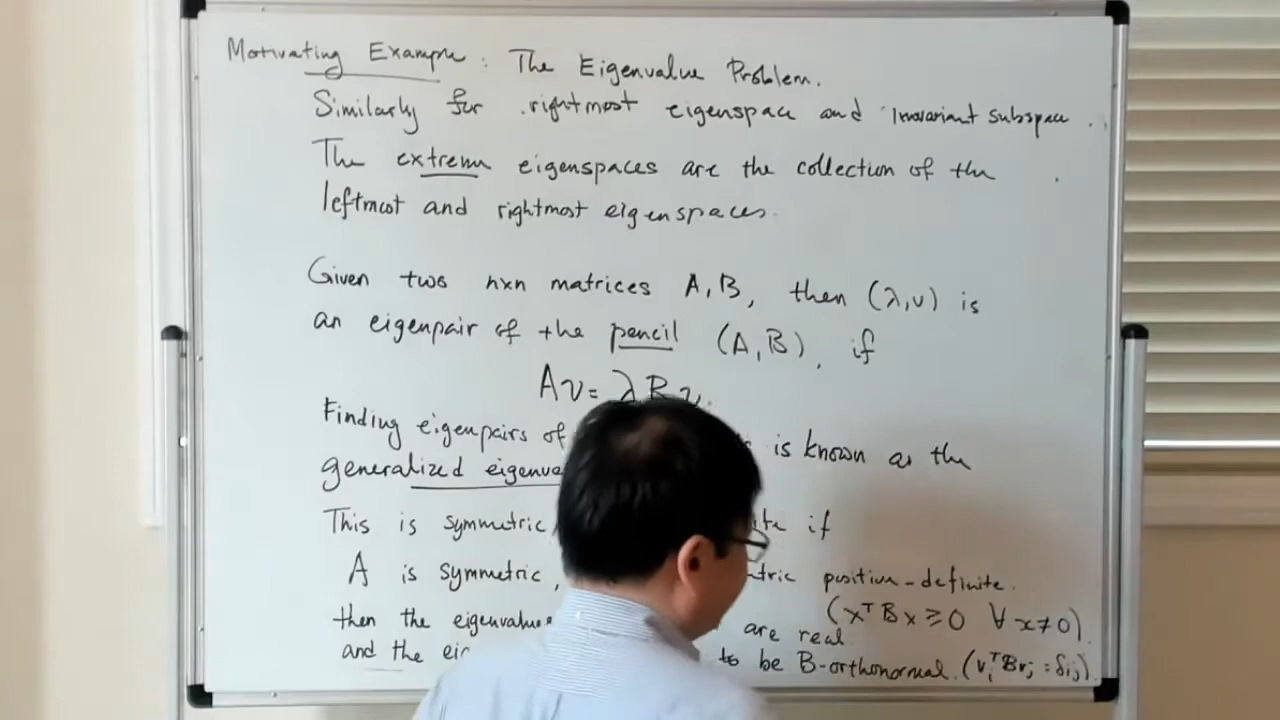 Motivating Example: The Eigenvalue Problem.
Similarly for rightmost eigenspace and invariant subspace.
The extreme eigenspaces are the collection of the
leftmost and rightmost eigenspaces.
Given two nxn matrices A, B, then (λ,v) is
an eigenpair of the pencil (A,B), if
Av = λBv.
Finding eigenpairs of is known as the
generalized
This is symmetric if
A is symmetric, positive-definite.
(xᵀBx ≥ 0 ∀x≠0).
then the eigenvalues are real
and the to be B-orthonormal. (vᵢᵀBvⱼ = δᵢⱼ).